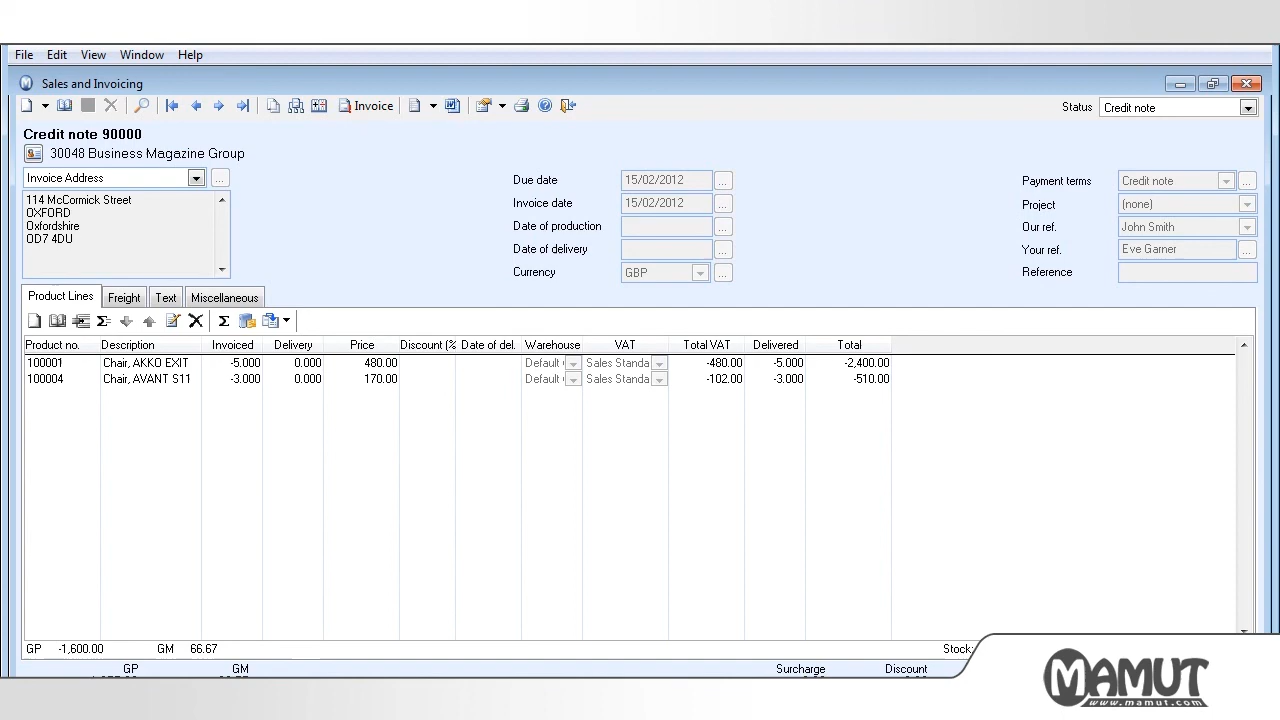 File Edit View Window Help
Sales and Invoicing
Invoice Status Credit note
Credit note 90000
30048 Business Magazine Group
Invoice Address ...
114 McCormick Street
OXFORD
Oxfordshire
OD7 4DU
Due date 15/02/2012 ...
Invoice date 15/02/2012 ...
Date of production ...
Date of delivery ...
Currency GBP ...
Payment terms Credit note ...
Project (none)
Our ref. John Smith
Your ref. Eve Garner ...
Reference
Product Lines Freight Text Miscellaneous
Product no. Description Invoiced Delivery Price Discount (% Date of del. Warehouse VAT Total VAT Delivered Total
100001 Chair, AKKO EXIT -5.000 0.000 480.00 Default Sales Standa -480.00 -5.000 -2,400.00
100004 Chair, AVANT S11 -3.000 0.000 170.00 Default Sales Standa -102.00 -3.000 -510.00
GP -1,600.00 GM 66.67 Stock:
GP GM Surcharge Discount
MAMUT
www.mamut.com